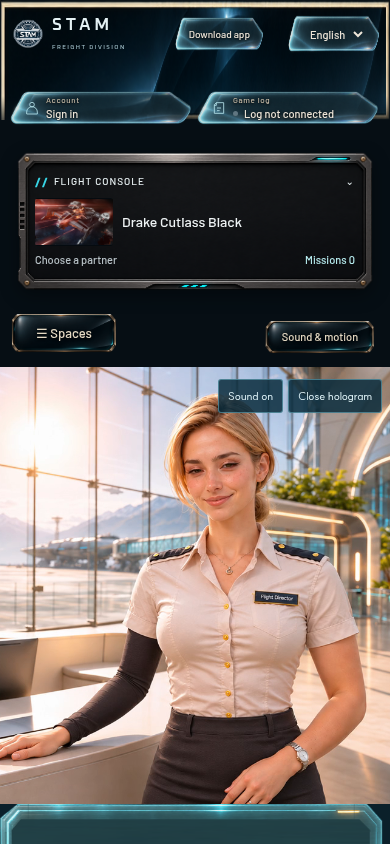 STAM
FREIGHT DIVISION
Download app
English
Account
Sign in
Game log
Log not connected
// FLIGHT CONSOLE
Drake Cutlass Black
Choose a partner
Missions 0
☰ Spaces
Sound & motion
Sound on
Close hologram
Flight Director